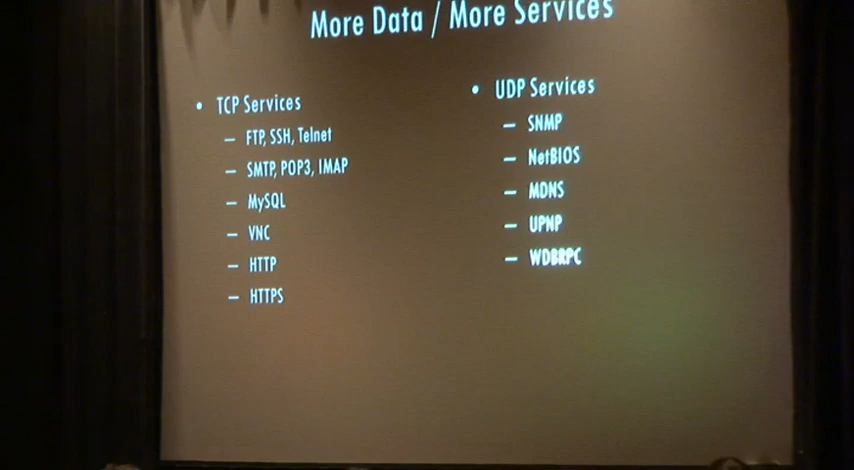 More Data / More Services
• TCP Services
– FTP, SSH, Telnet
– SMTP, POP3, IMAP
– MySQL
– VNC
– HTTP
– HTTPS
• UDP Services
– SNMP
– NetBIOS
– MDNS
– UPNP
– WDBRPC